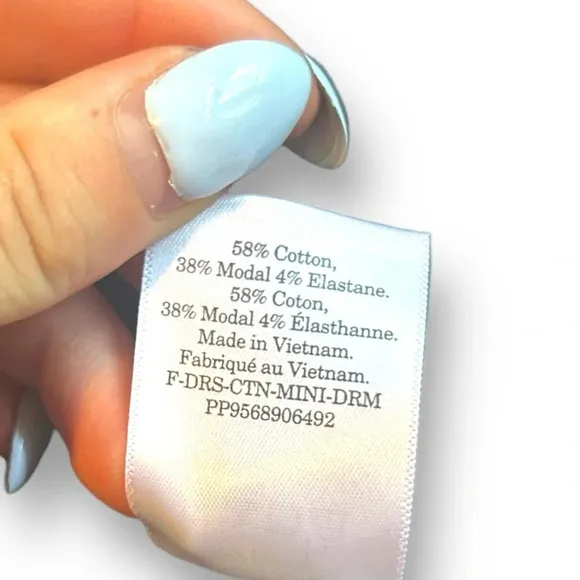 58% Cotton,
38% Modal 4% Elastane.
58% Coton,
38% Modal 4% Élasthanne.
Made in Vietnam.
Fabriqué au Vietnam.
F-DRS-CTN-MINI-DRM
PP9568906492